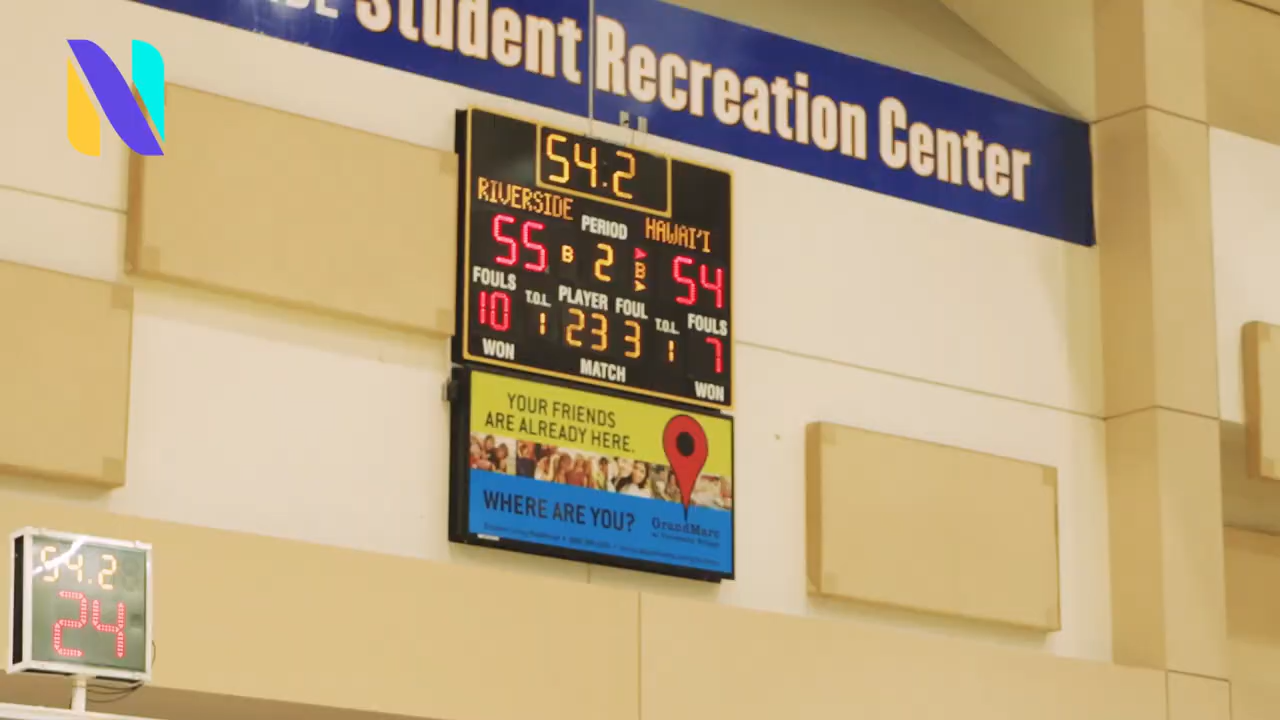 Student Recreation Center
54.2
RIVERSIDE PERIOD HAWAI'I
55 B 2 B 54
FOULS T.O.L. PLAYER FOUL T.O.L. FOULS
10 1 23 3 1 7
WON MATCH WON
YOUR FRIENDS
ARE ALREADY HERE.
WHERE ARE YOU?
GrandMarc
54.2
24
N